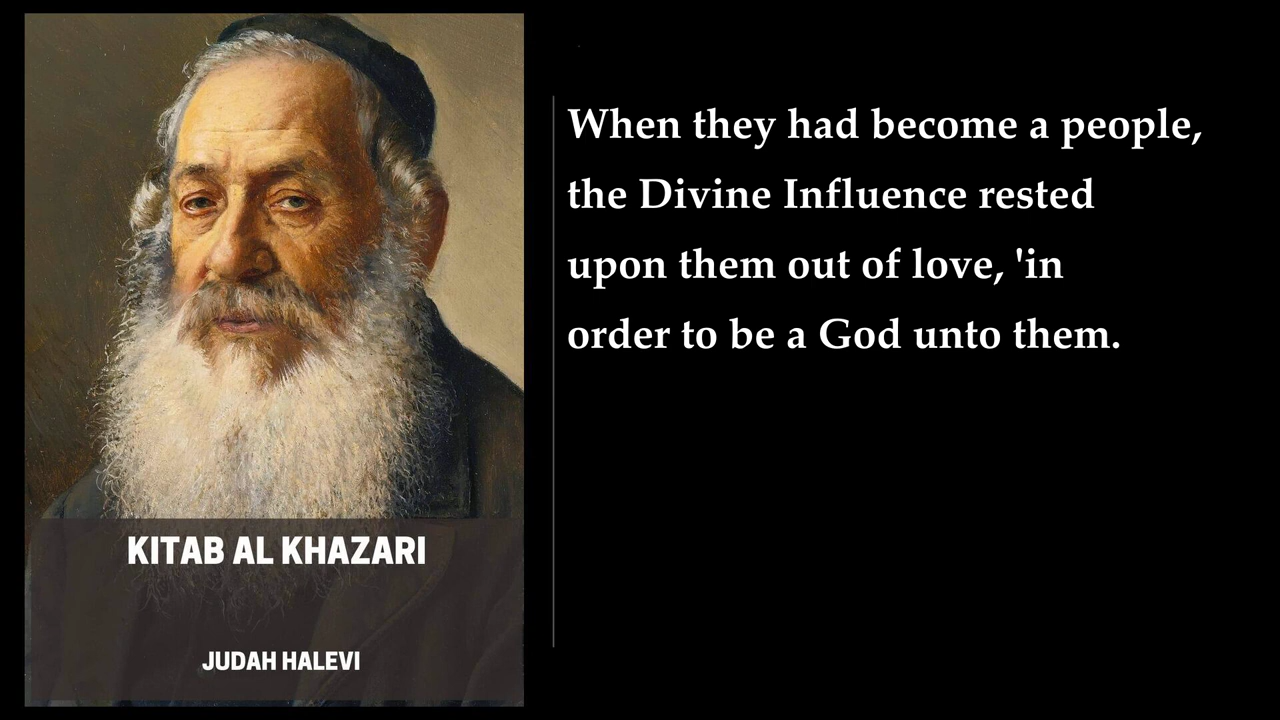 KITAB AL KHAZARI
JUDAH HALEVI
When they had become a people,
the Divine Influence rested
upon them out of love, 'in
order to be a God unto them.